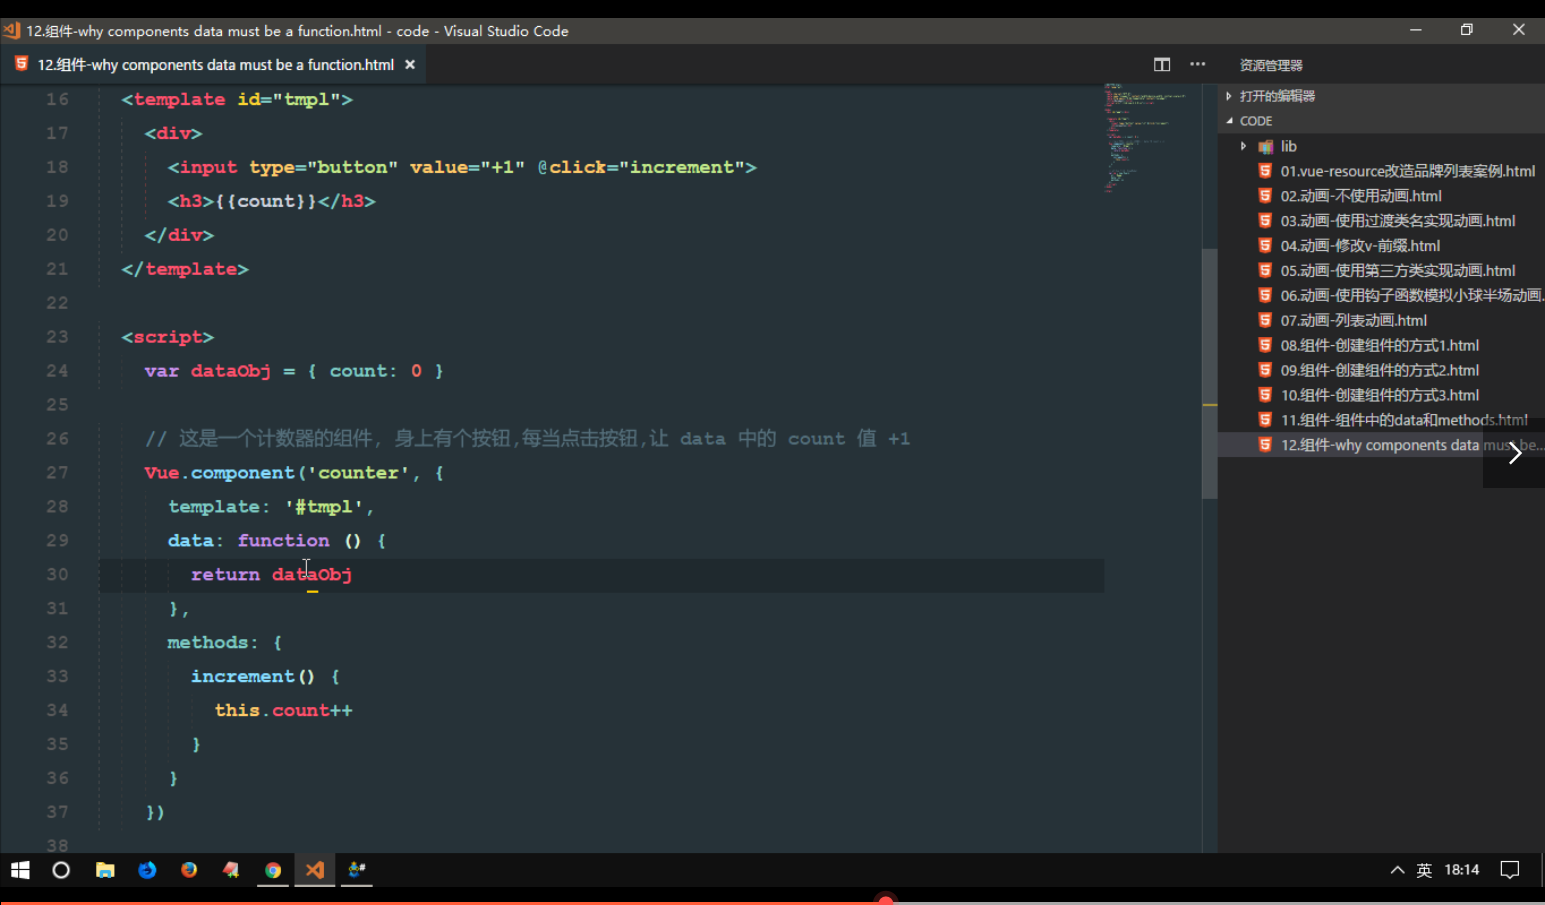 12.组件-why components data must be a function.html - code - Visual Studio Code
12.组件-why components data must be a function.html
资源管理器
打开的编辑器
CODE
lib
01.vue-resource改造品牌列表案例.html
02.动画-不使用动画.html
03.动画-使用过渡类名实现动画.html
04.动画-修改v-前缀.html
05.动画-使用第三方类实现动画.html
06.动画-使用钩子函数模拟小球半场动画.
07.动画-列表动画.html
08.组件-创建组件的方式1.html
09.组件-创建组件的方式2.html
10.组件-创建组件的方式3.html
11.组件-组件中的data和methods.html
12.组件-why components data must be...
16 <template id="tmpl">
17 <div>
18 <input type="button" value="+1" @click="increment">
19 <h3>{{count}}</h3>
20 </div>
21 </template>
22
23 <script>
24 var dataObj = { count: 0 }
25
26 // 这是一个计数器的组件, 身上有个按钮,每当点击按钮,让 data 中的 count 值 +1
27 Vue.component('counter', {
28 template: '#tmpl',
29 data: function () {
30 return dataObj
31 },
32 methods: {
33 increment() {
34 this.count++
35 }
36 }
37 })
38
英 18:14